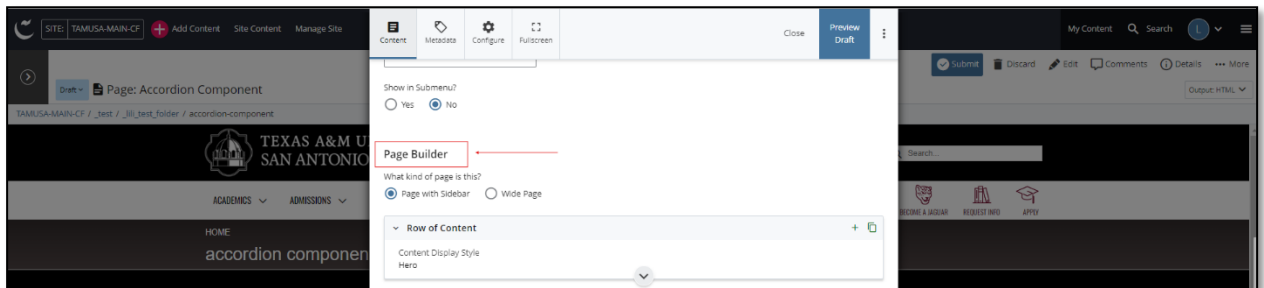 SITE: TAMUSA-MAIN-CF Add Content Site Content Manage Site
Content Metadata Configure Fullscreen
Close Preview Draft
My Content Search L
Submit Discard Edit Comments Details More
Draft Page: Accordion Component
Output: HTML
TAMUSA-MAIN-CF / _test / _lili_test_folder / accordion-component
Show in Submenu?
Yes No
TEXAS A&M U
SAN ANTONIO
Search...
Page Builder
What kind of page is this?
Page with Sidebar Wide Page
ACADEMICS ADMISSIONS
BECOME A JAGUAR REQUEST INFO APPLY
Row of Content
HOME
accordion componen
Content Display Style
Hero